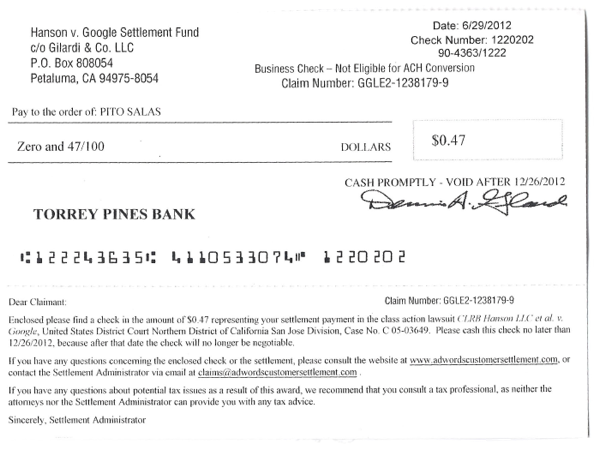 Hanson v. Google Settlement Fund
c/o Gilardi & Co. LLC
P.O. Box 808054
Petaluma, CA 94975-8054
Date: 6/29/2012
Check Number: 1220202
90-4363/1222
Business Check – Not Eligible for ACH Conversion
Claim Number: GGLE2-1238179-9
Pay to the order of: PITO SALAS
Zero and 47/100 DOLLARS $0.47
CASH PROMPTLY - VOID AFTER 12/26/2012
TORREY PINES BANK
⑆122243635⑆ 4110533074⑈ 1220202
Dear Claimant: Claim Number: GGLE2-1238179-9
Enclosed please find a check in the amount of $0.47 representing your settlement payment in the class action lawsuit CLRB Hanson LLC et al. v.
Google, United States District Court Northern District of California San Jose Division, Case No. C 05-03649. Please cash this check no later than
12/26/2012, because after that date the check will no longer be negotiable.
If you have any questions concerning the enclosed check or the settlement, please consult the website at www.adwordscustomersettlement.com, or
contact the Settlement Administrator via email at claims@adwordscustomersettlement.com .
If you have any questions about potential tax issues as a result of this award, we recommend that you consult a tax professional, as neither the
attorneys nor the Settlement Administrator can provide you with any tax advice.
Sincerely, Settlement Administrator